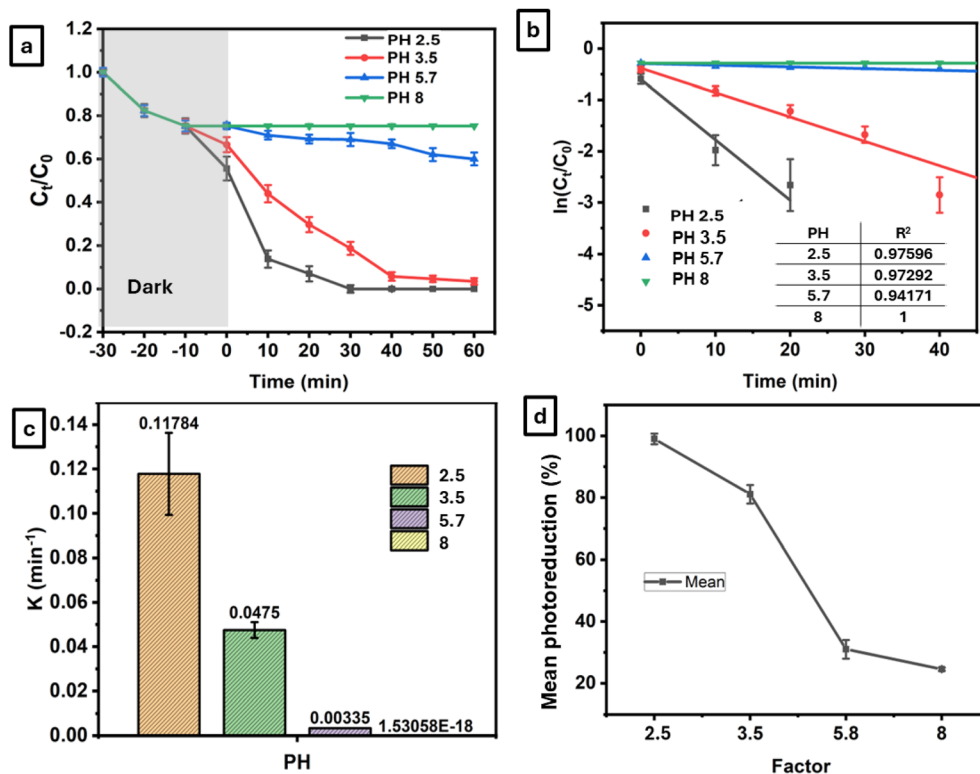 a
1.2
1.0
0.8
0.6
0.4
0.2
0.0
-0.2
Cₜ/C₀
PH 2.5
PH 3.5
PH 5.7
PH 8
Dark
-30 -20 -10 0 10 20 30 40 50 60
Time (min)
b
0
-1
-2
-3
-4
-5
ln(Cₜ/C₀)
PH 2.5
PH 3.5
PH 5.7
PH 8
PH R²
2.5 0.97596
3.5 0.97292
5.7 0.94171
8 1
0 10 20 30 40
Time (min)
c
0.14
0.12
0.10
0.08
0.06
0.04
0.02
0.00
K (min⁻¹)
0.11784
0.0475
0.00335
1.53058E-18
2.5
3.5
5.7
8
PH
d
100
80
60
40
20
Mean photoreduction (%)
Mean
2.5 3.5 5.8 8
Factor